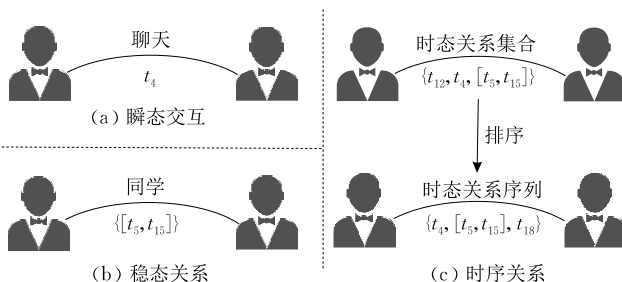 聊天
t4
(a)瞬态交互
同学
{[t5,t15]}
(b)稳态关系
时态关系集合
{t12,t4,[t5,t15]}
排序
时态关系序列
{t4,[t5,t15],t18}
(c)时序关系